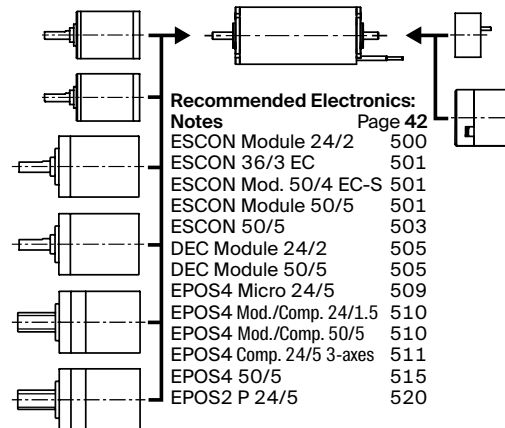 Recommended Electronics:
Notes Page 42
ESCON Module 24/2 500
ESCON 36/3 EC 501
ESCON Mod. 50/4 EC-S 501
ESCON Module 50/5 501
ESCON 50/5 503
DEC Module 24/2 505
DEC Module 50/5 505
EPOS4 Micro 24/5 509
EPOS4 Mod./Comp. 24/1.5 510
EPOS4 Mod./Comp. 50/5 510
EPOS4 Comp. 24/5 3-axes 511
EPOS4 50/5 515
EPOS2 P 24/5 520